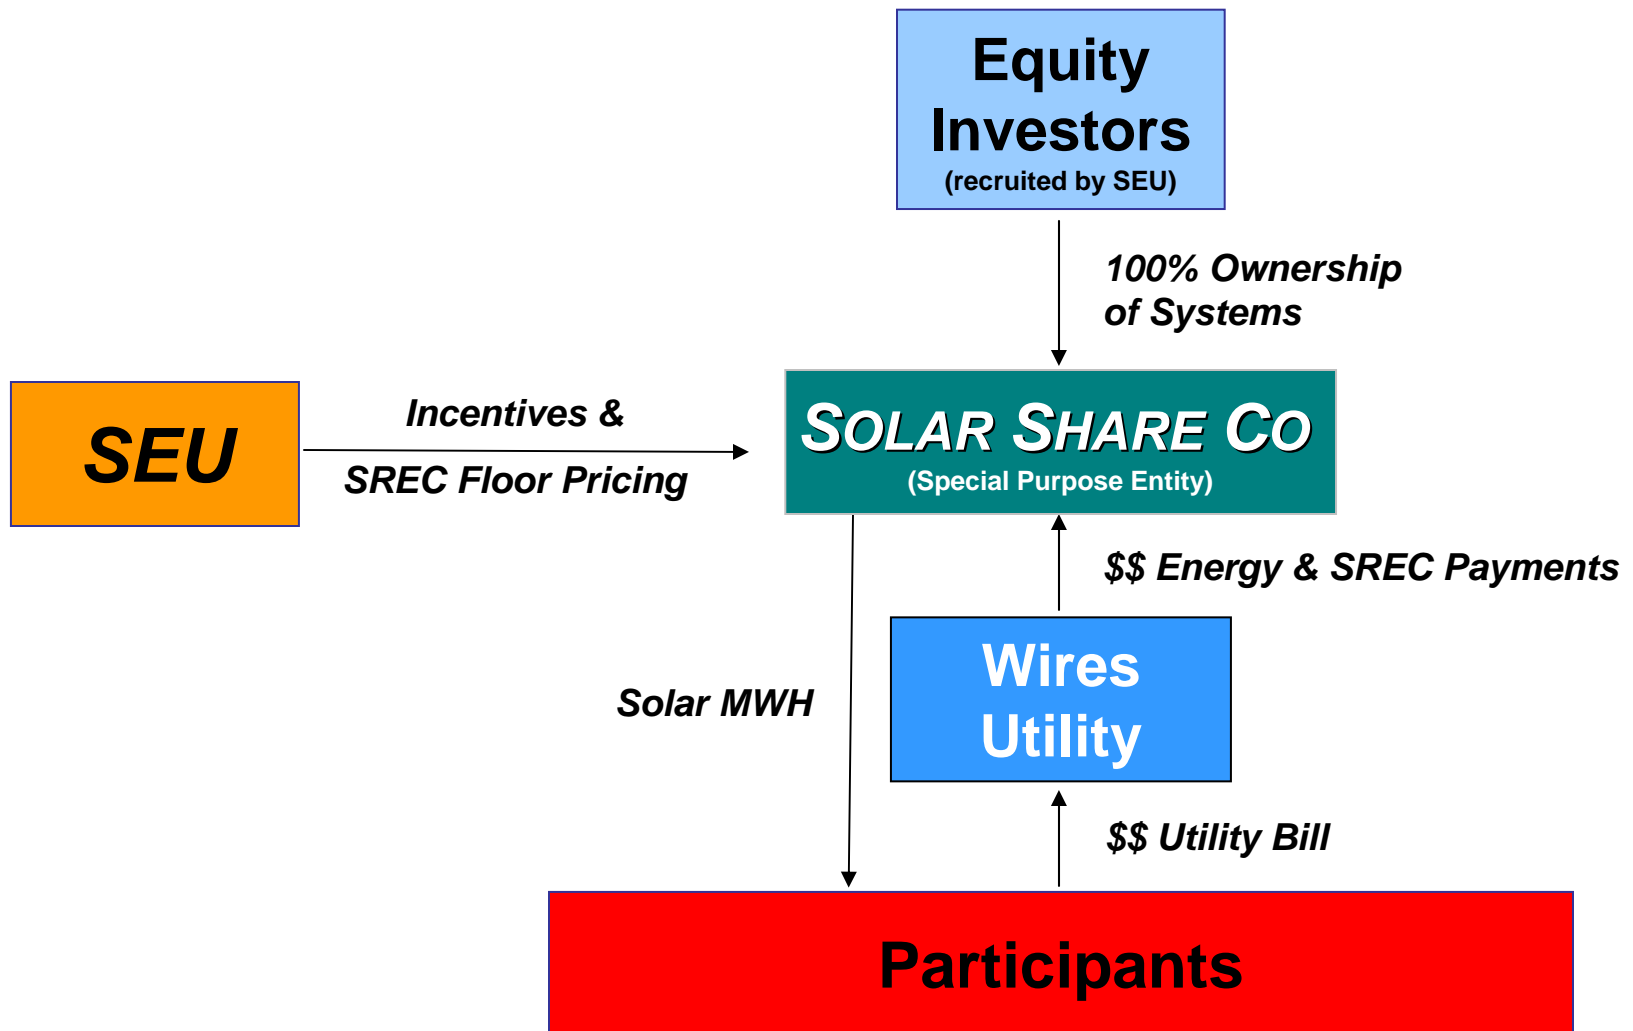 Equity
Investors
(recruited by SEU)
100% Ownership
of Systems
SEU
Incentives &
SREC Floor Pricing
SOLAR SHARE CO
(Special Purpose Entity)
$$ Energy & SREC Payments
Wires
Utility
Solar MWH
$$ Utility Bill
Participants